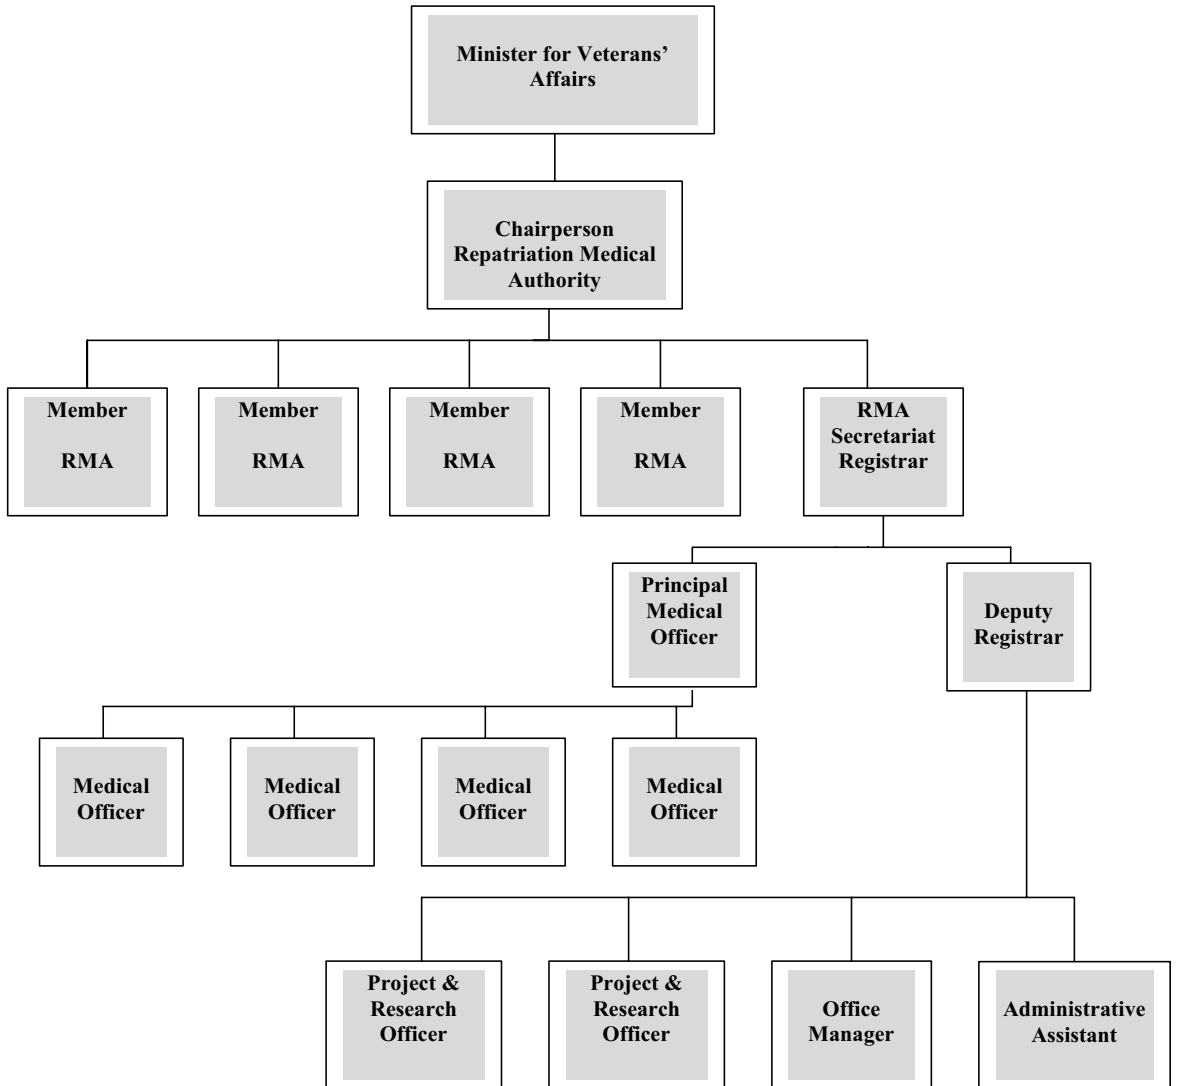 Minister for Veterans’
Affairs
Chairperson
Repatriation Medical
Authority
Member
RMA
Member
RMA
Member
RMA
Member
RMA
RMA
Secretariat
Registrar
Principal
Medical
Officer
Deputy
Registrar
Medical
Officer
Medical
Officer
Medical
Officer
Medical
Officer
Project &
Research
Officer
Project &
Research
Officer
Office
Manager
Administrative
Assistant